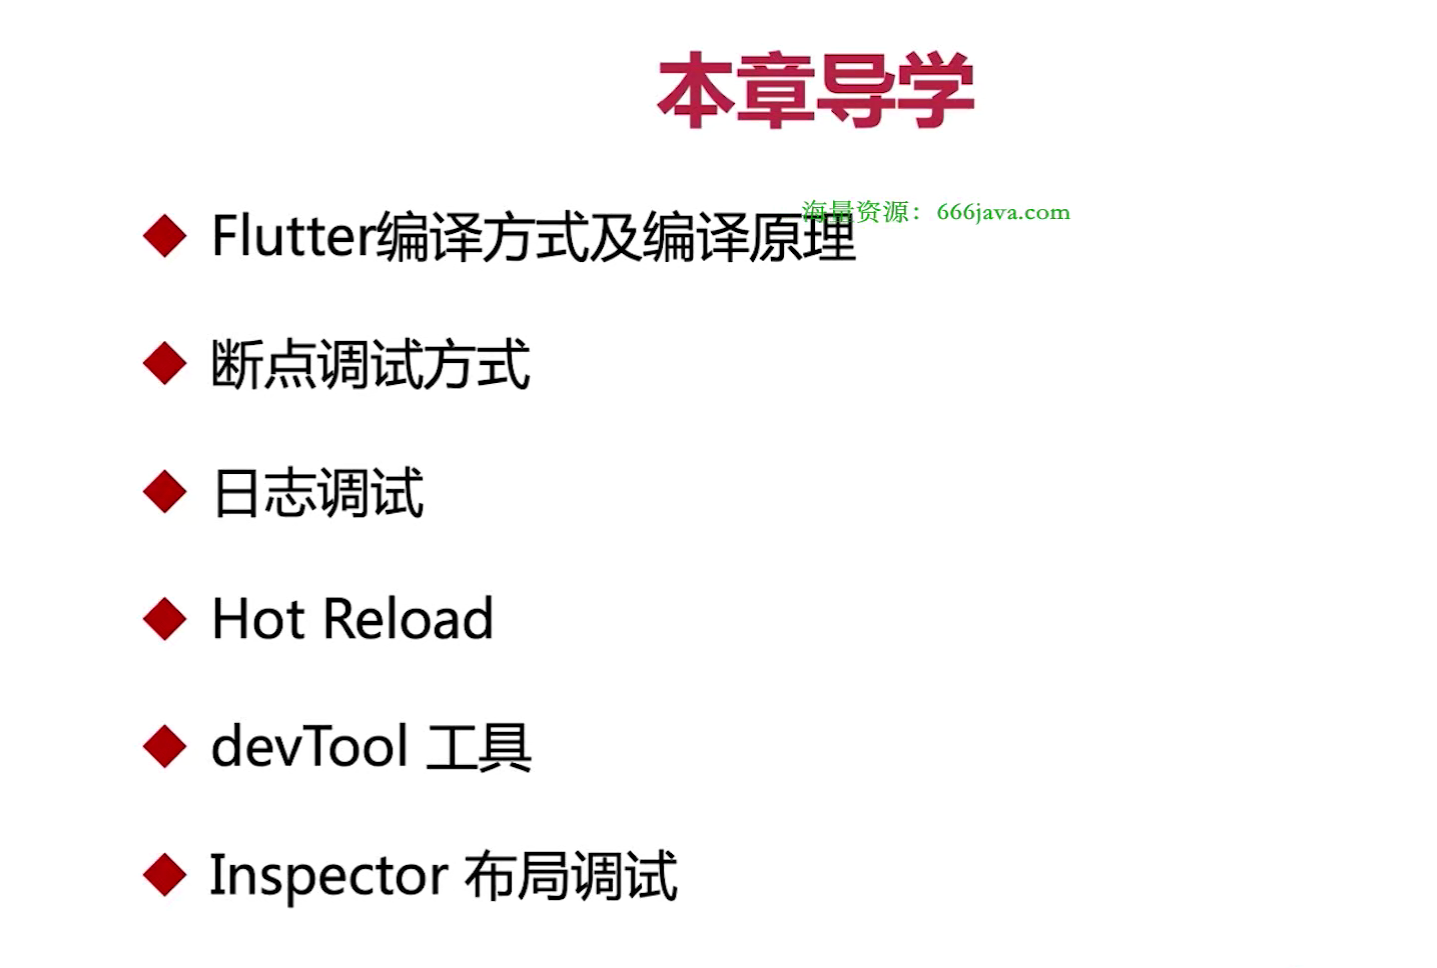 本章导学
海量资源：666java.com
Flutter编译方式及编译原理
断点调试方式
日志调试
Hot Reload
devTool 工具
Inspector 布局调试